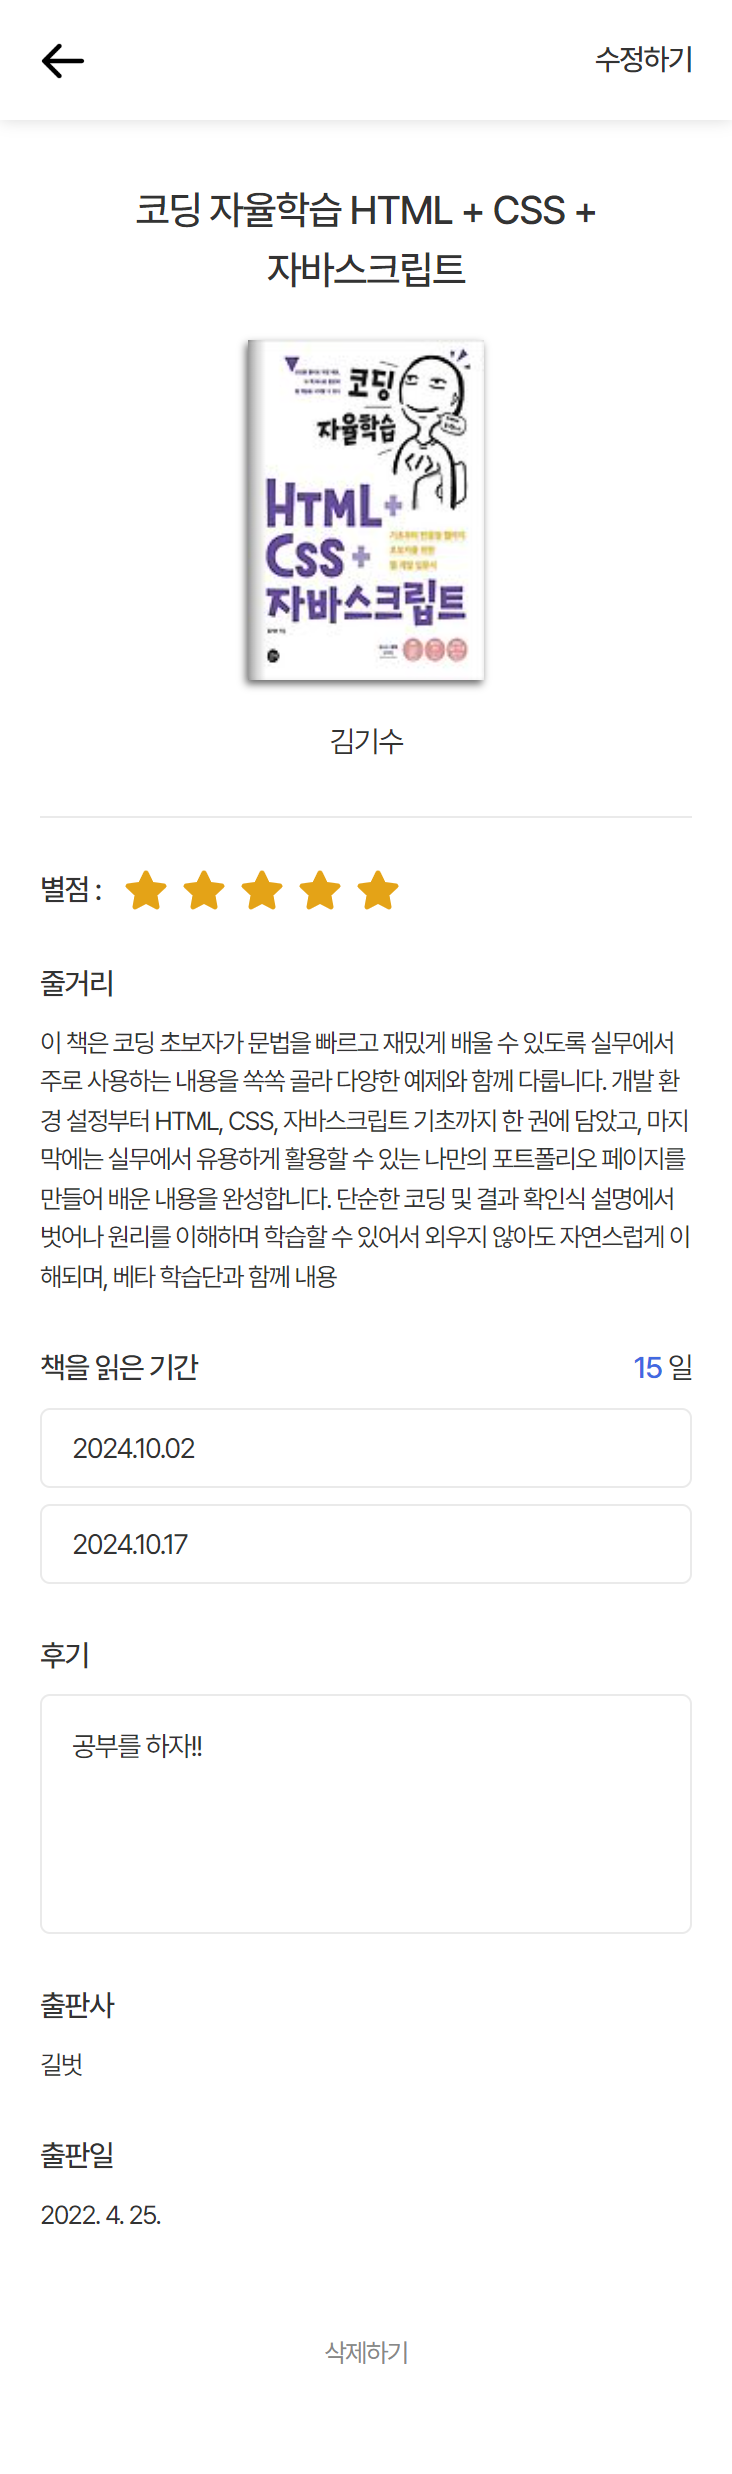 수정하기
코딩 자율학습 HTML + CSS +
자바스크립트
코딩
자율학습
HTML+
CSS+
자바스크립트
김기수
별점 :
줄거리
이 책은 코딩 초보자가 문법을 빠르고 재밌게 배울 수 있도록 실무에서
주로 사용하는 내용을 쏙쏙 골라 다양한 예제와 함께 다룹니다. 개발 환
경 설정부터 HTML, CSS, 자바스크립트 기초까지 한 권에 담았고, 마지
막에는 실무에서 유용하게 활용할 수 있는 나만의 포트폴리오 페이지를
만들어 배운 내용을 완성합니다. 단순한 코딩 및 결과 확인식 설명에서
벗어나 원리를 이해하며 학습할 수 있어서 외우지 않아도 자연스럽게 이
해되며, 베타 학습단과 함께 내용
책을 읽은 기간 15 일
2024.10.02
2024.10.17
후기
공부를 하자!!
출판사
길벗
출판일
2022. 4. 25.
삭제하기